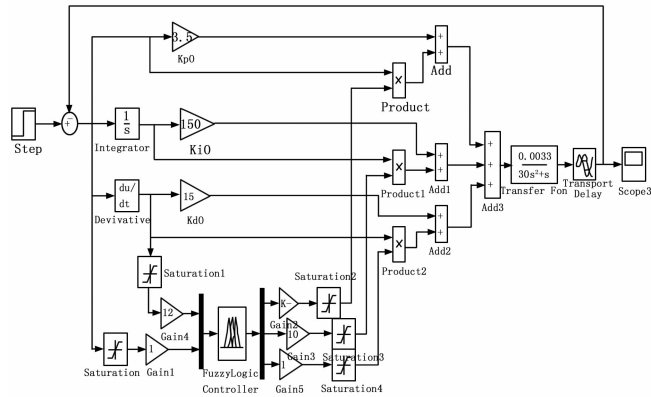 3.5
Kp0
+
+
Add
×
Product
Step
−
+
1
s
Integrator
150
Ki0
×
Product1
+
+
Add1
+
+
+
Add3
0.0033
30s²+s
Transfer Fon
Transport
Delay
Scope3
du/
dt
Devivative
15
Kd0
+
+
Add2
×
Product2
Saturation1
Saturation2
12
Gain4
K-
Gain2
10
Gain3
Saturation3
1
Gain1
Saturation
FuzzyLogic
Controller
1
Gain5
Saturation4